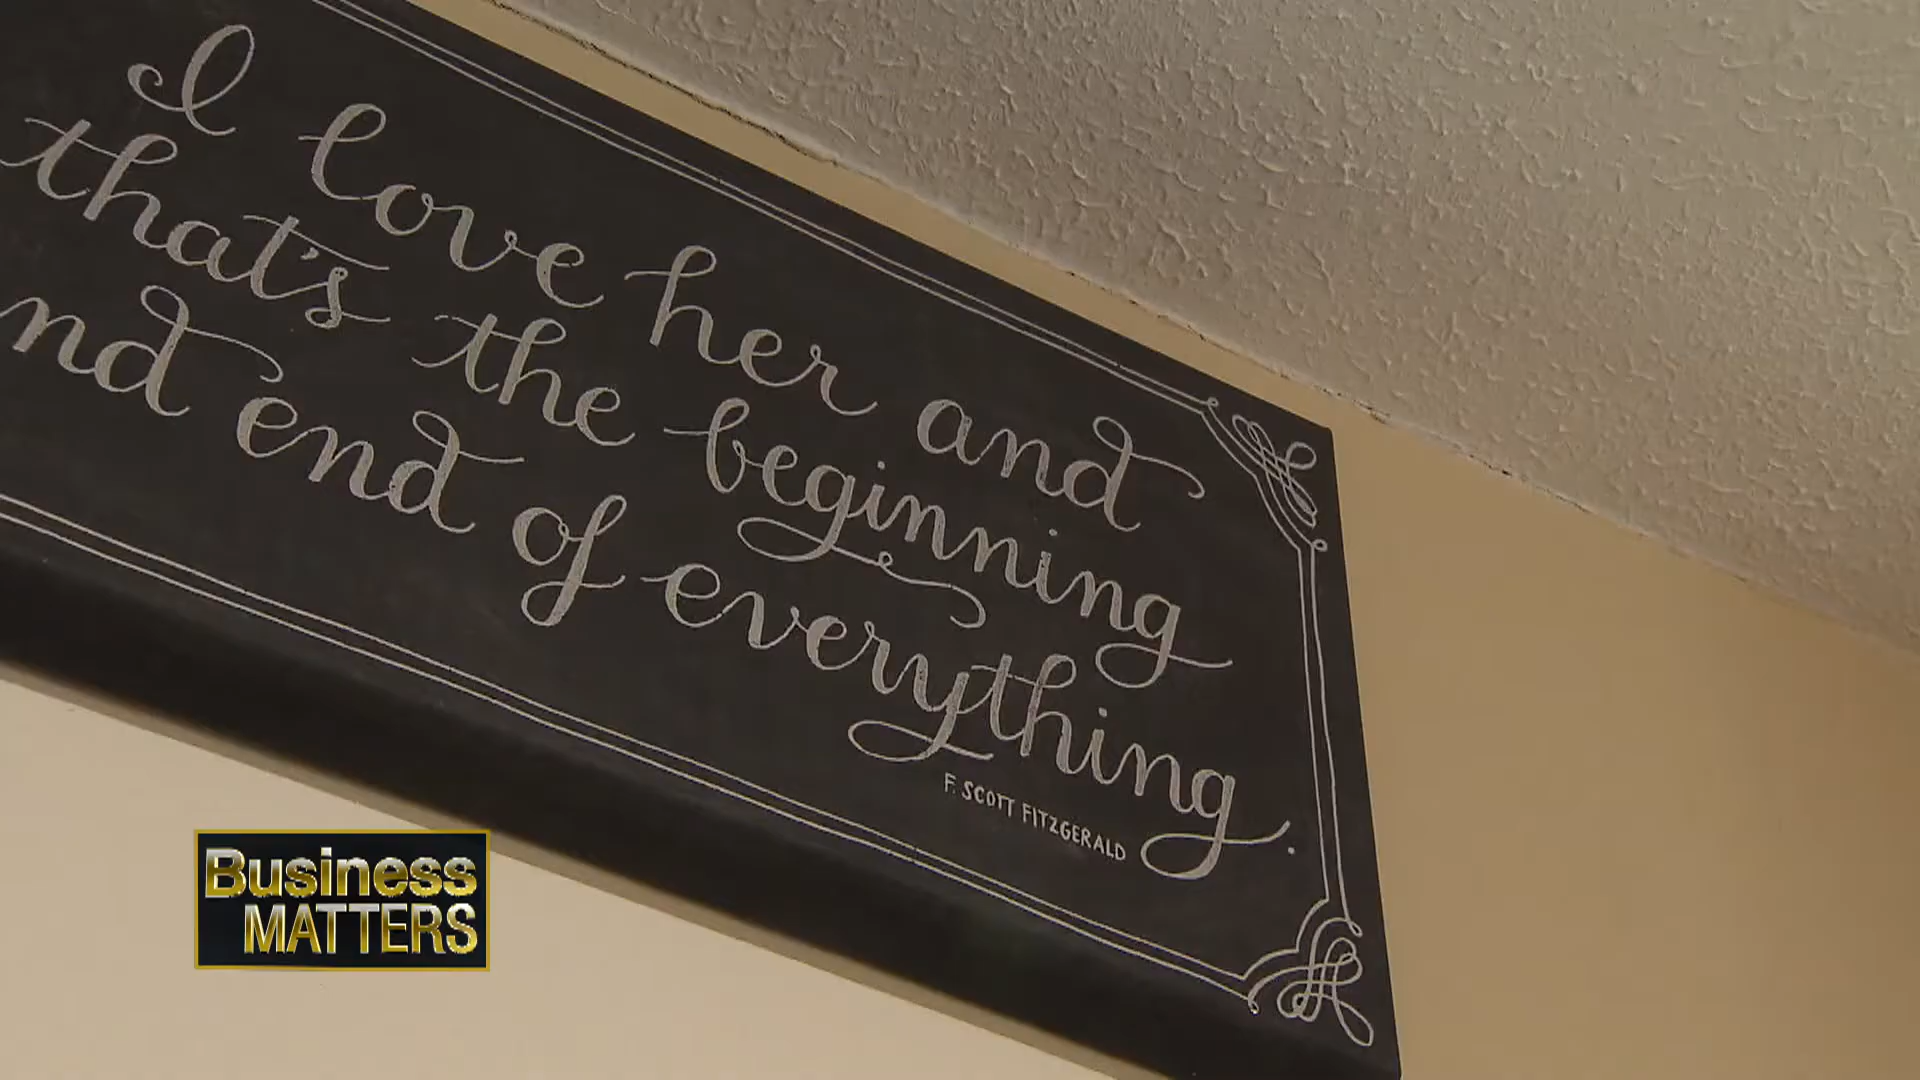 I love her and
that's the beginning
nd end of everything.
F. SCOTT FITZGERALD
Business
MATTERS